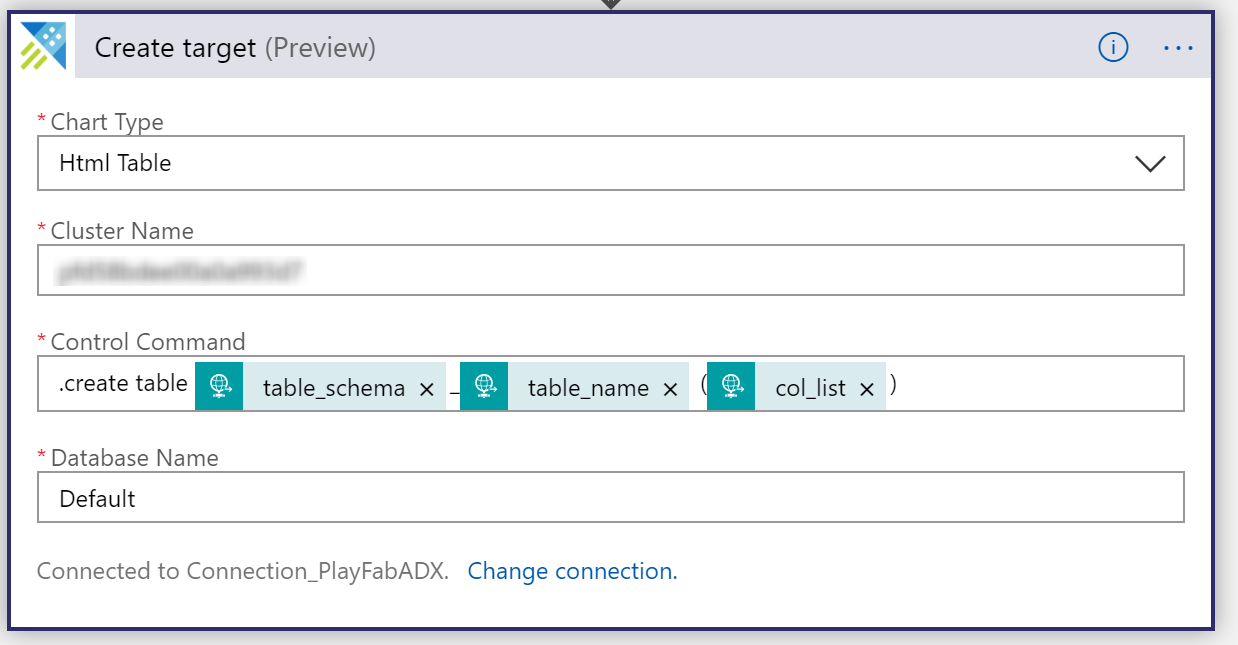 Create target (Preview)
* Chart Type
Html Table
* Cluster Name
* Control Command
.create table table_schema × _ table_name × ( col_list × )
* Database Name
Default
Connected to Connection_PlayFabADX. Change connection.